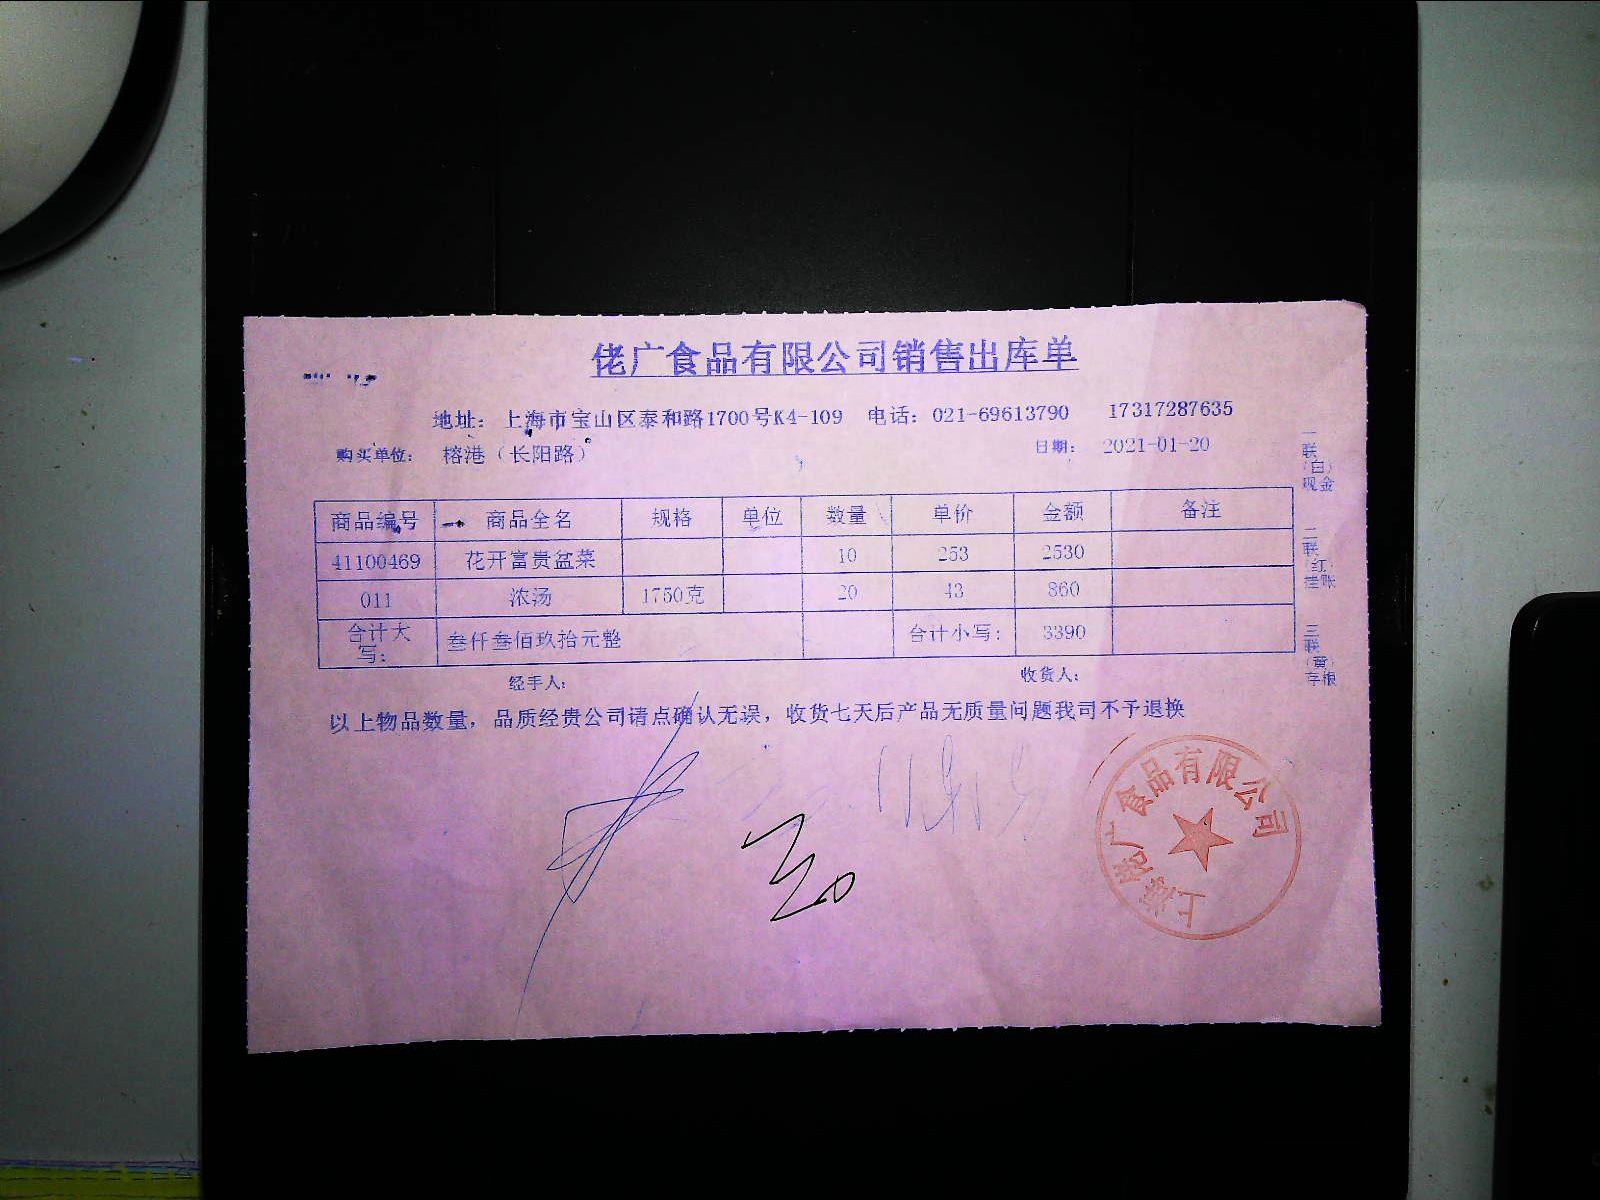 佬广食品有限公司销售出库单
地址： 上海市宝山区泰和路1700号K4-109 电话：021-69613790 17317287635
购买单位： 榕港（长阳路） 日期： 2021-01-20
商品编号 商品全名 规格 单位 数量 单价 金额 备注
41100469 花开富贵盆菜 10 253 2530
011 浓汤 1750克 20 43 860
合计大写： 叁仟叁佰玖拾元整 合计小写： 3390
经手人： 收货人：
以上物品数量，品质经贵公司请点确认无误，收货七天后产品无质量问题我司不予退换
一联（白）现金
二联（红）挂账
三联（黄）存根
上海佬广食品有限公司